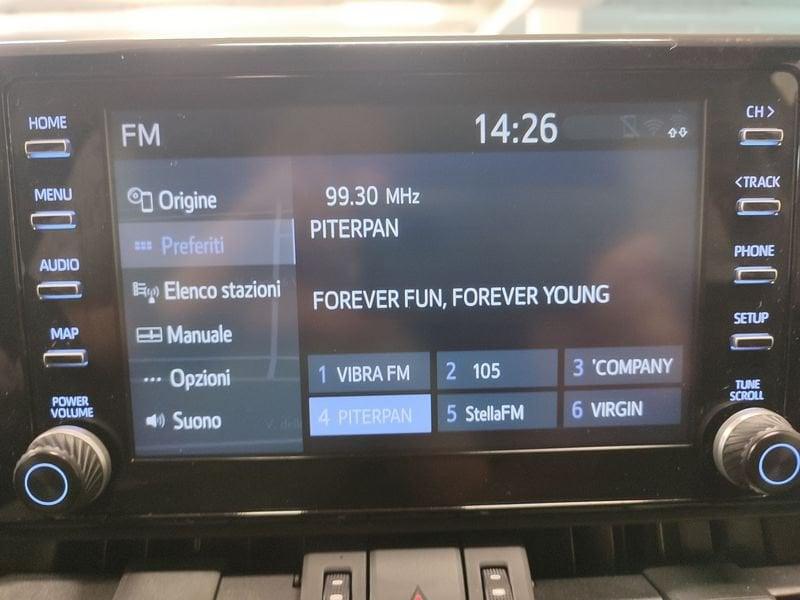 HOME
MENU
AUDIO
MAP
POWER
VOLUME
FM
14:26
Origine
Preferiti
Elenco stazioni
Manuale
Opzioni
Suono
99.30 MHz
PITERPAN
FOREVER FUN, FOREVER YOUNG
1 VIBRA FM
2 105
3 'COMPANY
4 PITERPAN
5 StellaFM
6 VIRGIN
CH >
< TRACK
PHONE
SETUP
TUNE
SCROLL